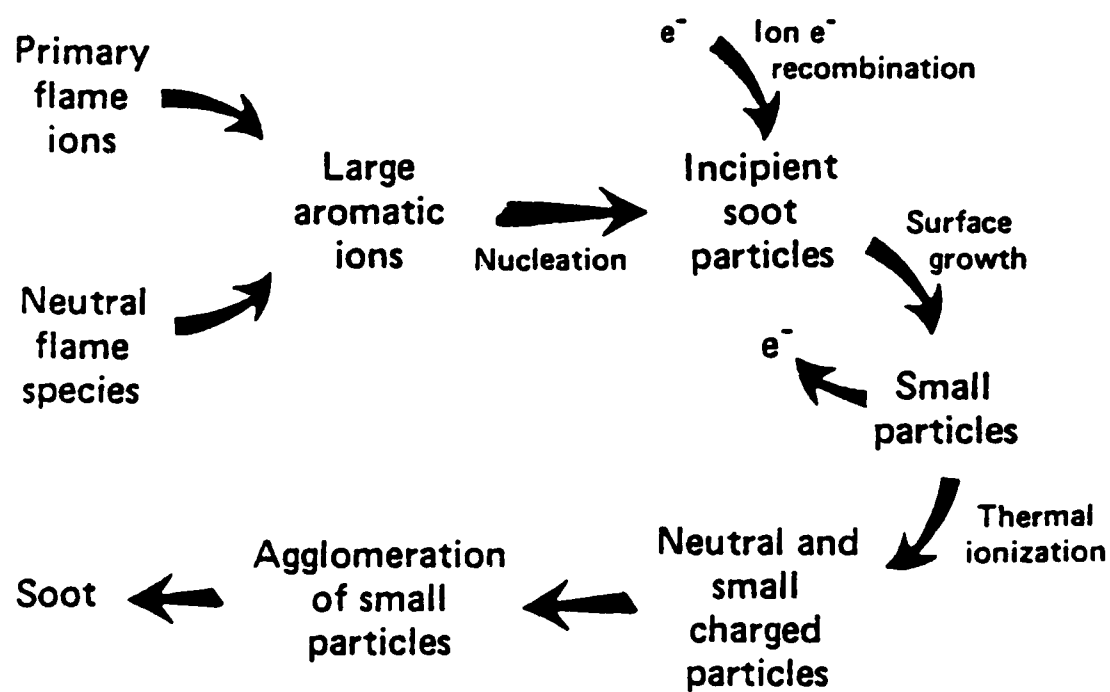 Primary
flame
ions
Neutral
flame
species
Large
aromatic
ions
Nucleation
e⁻
Ion e⁻
recombination
Incipient
soot
particles
Surface
growth
e⁻
Small
particles
Thermal
ionization
Neutral and
small
charged
particles
Agglomeration
of small
particles
Soot